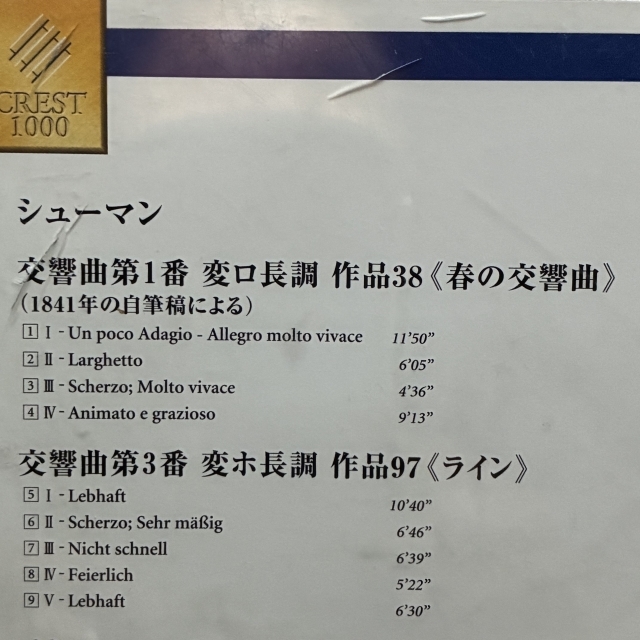 CREST
1000
シューマン
交響曲第1番 変ロ長調 作品38《春の交響曲》
（1841年の自筆稿による）
1 Ⅰ - Un poco Adagio - Allegro molto vivace 11'50"
2 Ⅱ - Larghetto 6'05"
3 Ⅲ - Scherzo; Molto vivace 4'36"
4 Ⅳ - Animato e grazioso 9'13"
交響曲第3番 変ホ長調 作品97《ライン》
5 Ⅰ - Lebhaft 10'40"
6 Ⅱ - Scherzo; Sehr mäßig 6'46"
7 Ⅲ - Nicht schnell 6'39"
8 Ⅳ - Feierlich 5'22"
9 Ⅴ - Lebhaft 6'30"